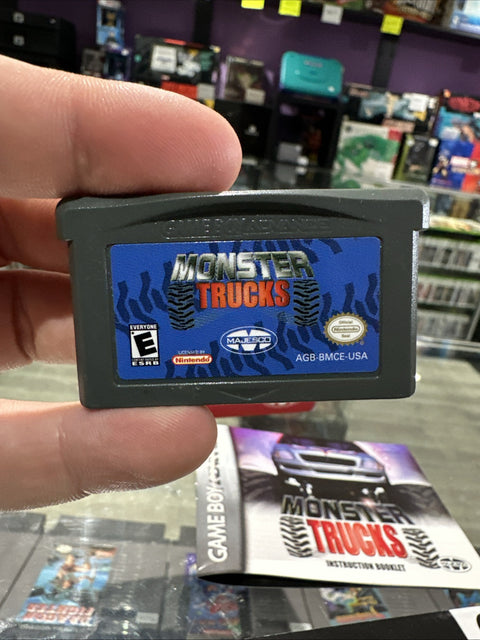 GAME BOY ADVANCE
MONSTER
TRUCKS
EVERYONE
E
ESRB
LICENSED BY
Nintendo
MAJESCO
Official
Nintendo
Seal
AGB-BMCE-USA
GAME BOY ADVANCE
MONSTER
TRUCKS
INSTRUCTION BOOKLET